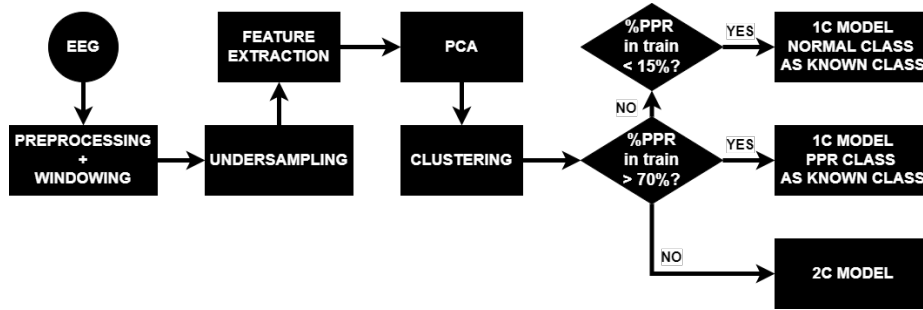 EEG
PREPROCESSING
+
WINDOWING
UNDERSAMPLING
FEATURE
EXTRACTION
PCA
CLUSTERING
%PPR
in train
> 70%?
NO
%PPR
in train
< 15%?
YES
1C MODEL
NORMAL CLASS
AS KNOWN CLASS
YES
1C MODEL
PPR CLASS
AS KNOWN CLASS
NO
2C MODEL